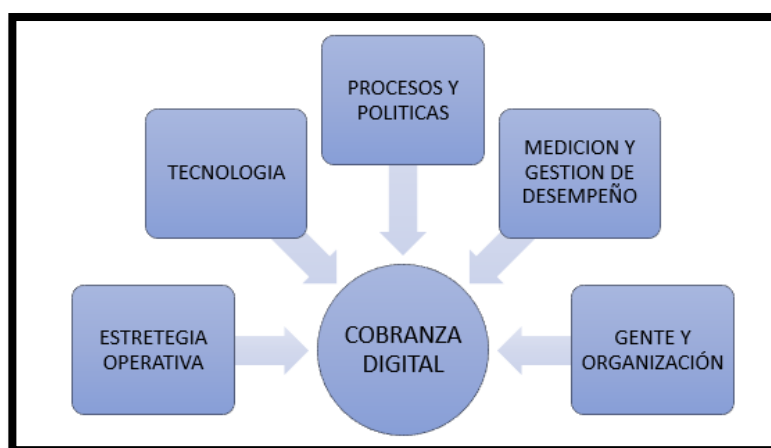 PROCESOS Y
POLITICAS
TECNOLOGIA
MEDICION Y
GESTION DE
DESEMPEÑO
ESTRETEGIA
OPERATIVA
COBRANZA
DIGITAL
GENTE Y
ORGANIZACIÓN